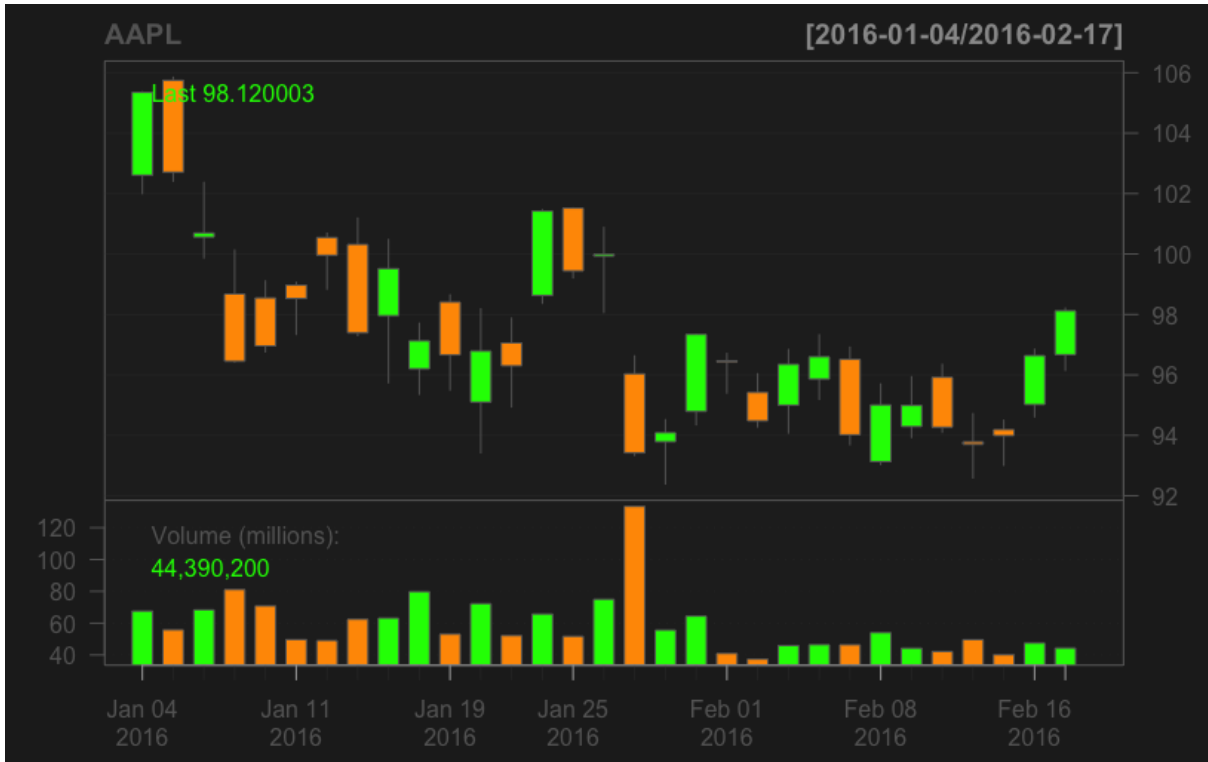 AAPL [2016-01-04/2016-02-17]
Last 98.120003
106
104
102
100
98
96
94
92
Volume (millions):
44,390,200
120
100
80
60
40
Jan 04 Jan 11 Jan 19 Jan 25 Feb 01 Feb 08 Feb 16
2016 2016 2016 2016 2016 2016 2016